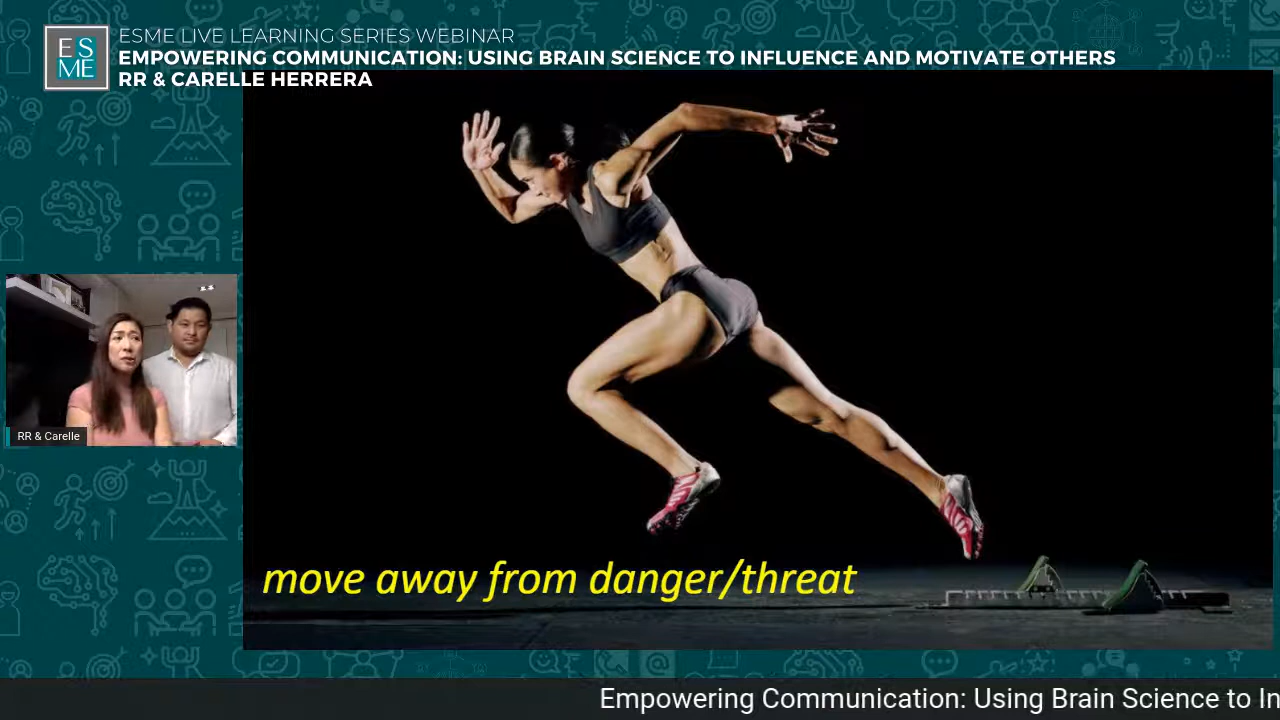 ES
ME
ESME LIVE LEARNING SERIES WEBINAR
EMPOWERING COMMUNICATION: USING BRAIN SCIENCE TO INFLUENCE AND MOTIVATE OTHERS
RR & CARELLE HERRERA
RR & Carelle
move away from danger/threat
Empowering Communication: Using Brain Science to In